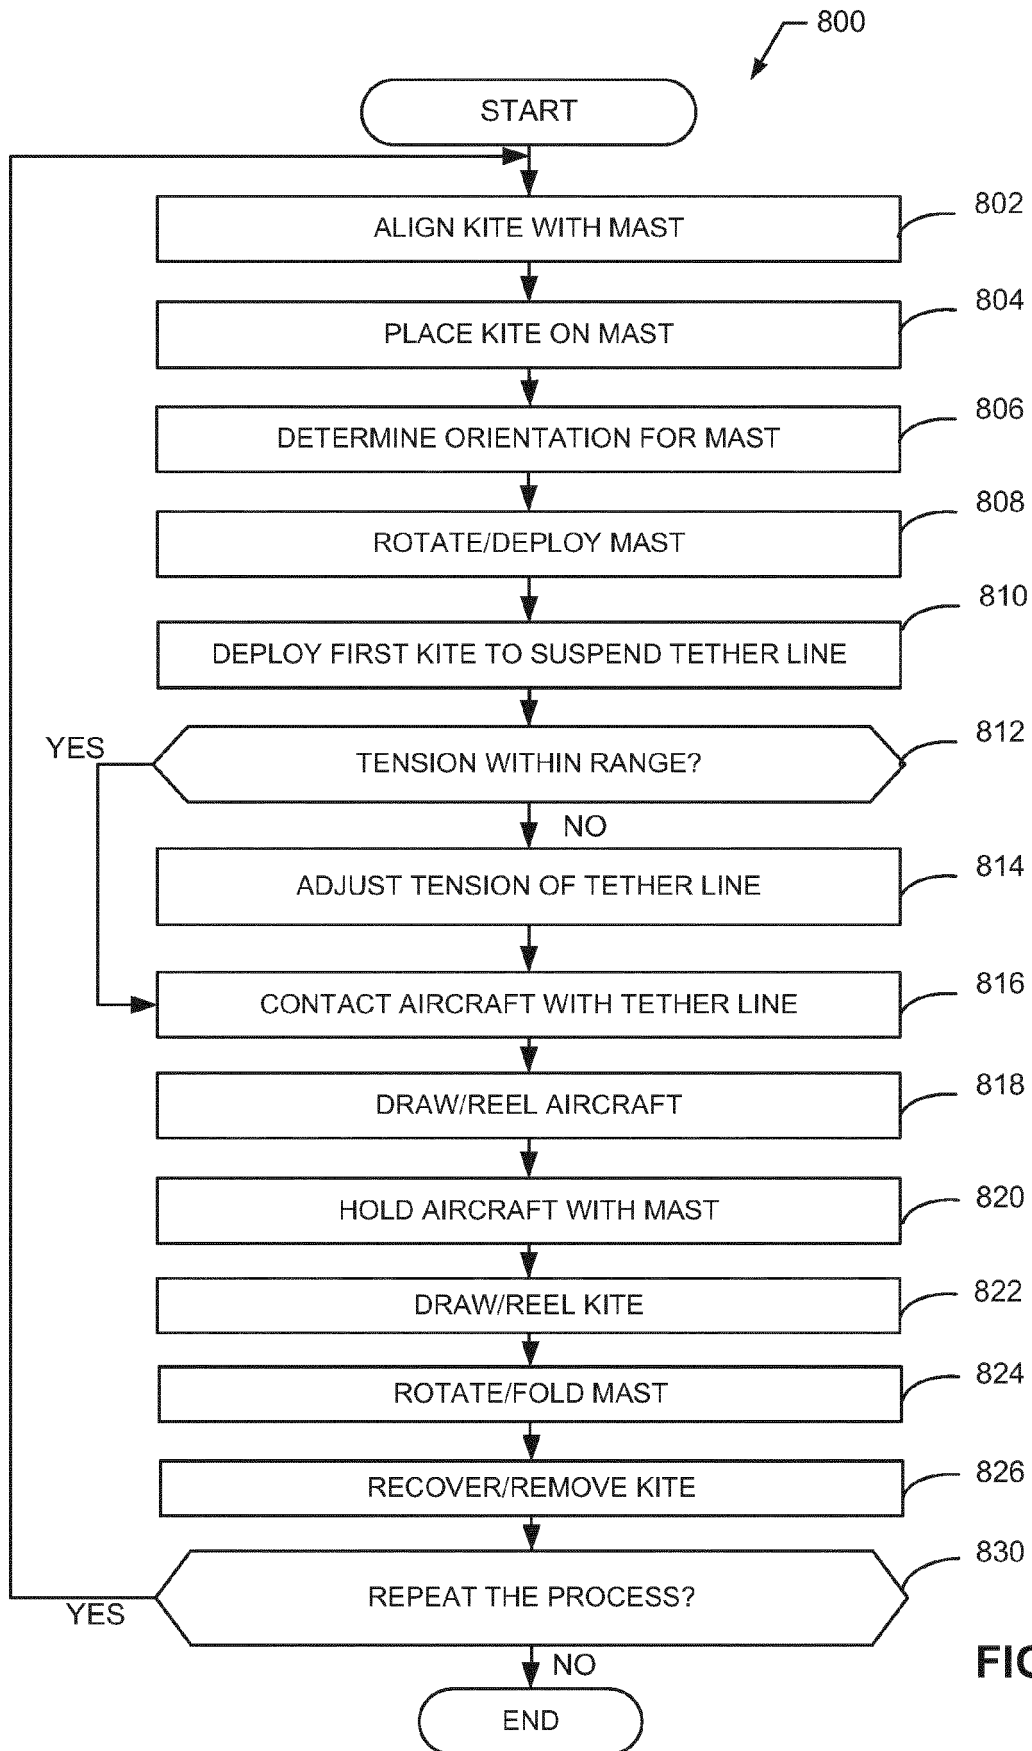 800
START
802
ALIGN KITE WITH MAST
804
PLACE KITE ON MAST
806
DETERMINE ORIENTATION FOR MAST
808
ROTATE/DEPLOY MAST
810
DEPLOY FIRST KITE TO SUSPEND TETHER LINE
812
YES
TENSION WITHIN RANGE?
NO
814
ADJUST TENSION OF TETHER LINE
816
CONTACT AIRCRAFT WITH TETHER LINE
818
DRAW/REEL AIRCRAFT
820
HOLD AIRCRAFT WITH MAST
822
DRAW/REEL KITE
824
ROTATE/FOLD MAST
826
RECOVER/REMOVE KITE
830
REPEAT THE PROCESS?
YES
NO
END